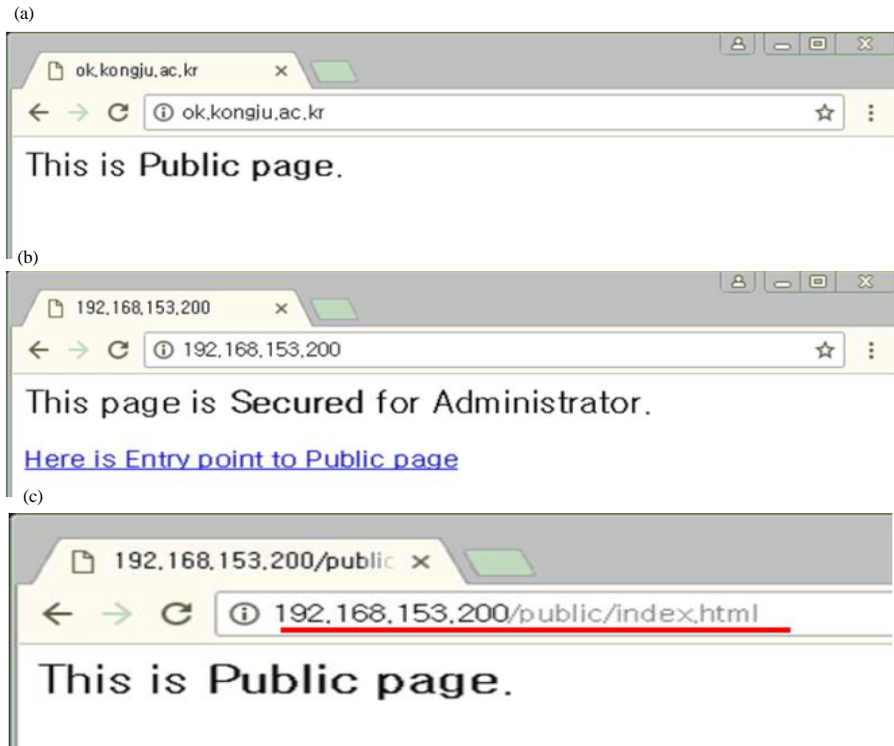 (a)
ok.kongju.ac.kr
ok.kongju.ac.kr
This is Public page.
(b)
192.168.153.200
192.168.153.200
This page is Secured for Administrator.
Here is Entry point to Public page
(c)
192.168.153.200/public
192.168.153.200/public/index.html
This is Public page.